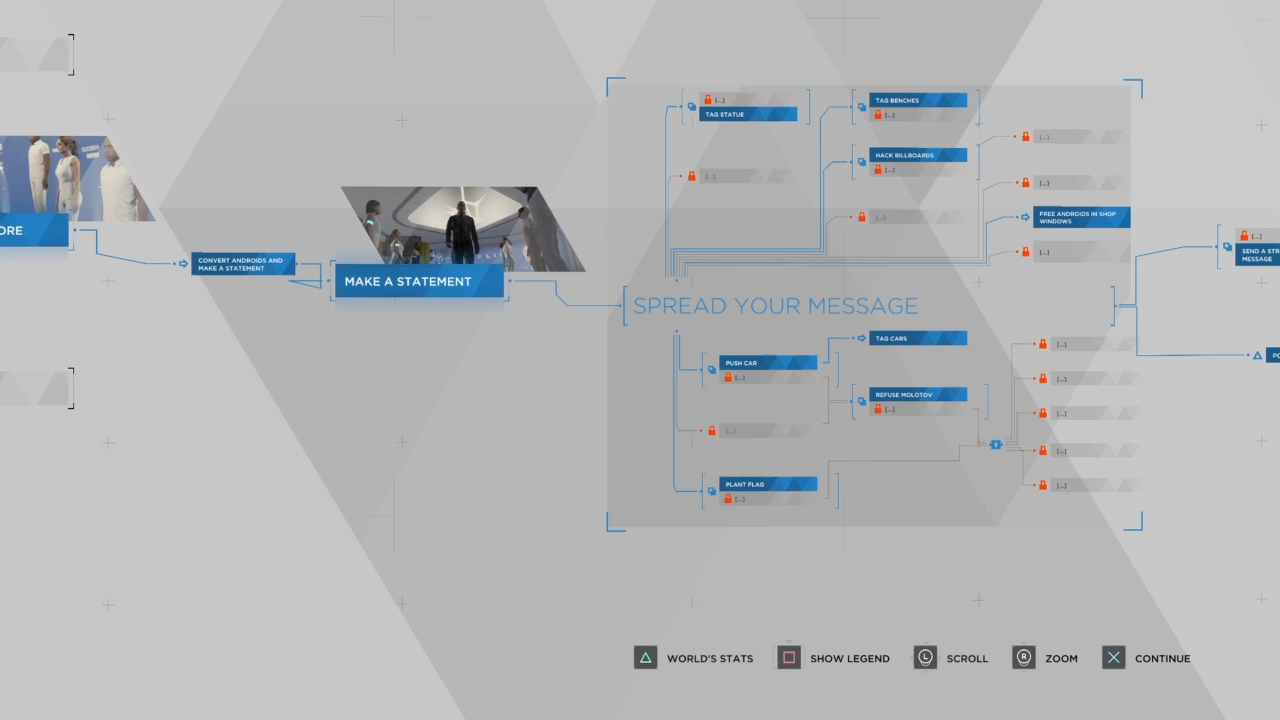 ORE
CONVERT ANDROIDS AND
MAKE A STATEMENT
MAKE A STATEMENT
[...]
TAG STATUE
[...]
TAG BENCHES
[...]
HACK BILLBOARDS
[...]
[...]
[...]
[...]
FREE ANDROIDS IN SHOP
WINDOWS
[...]
SPREAD YOUR MESSAGE
PUSH CAR
[...]
[...]
PLANT FLAG
[...]
TAG CARS
REFUSE MOLOTOV
[...]
[...]
[...]
[...]
[...]
[...]
[...]
SEND A STR
MESSAGE
PO
WORLD'S STATS
SHOW LEGEND
L
SCROLL
R
ZOOM
CONTINUE